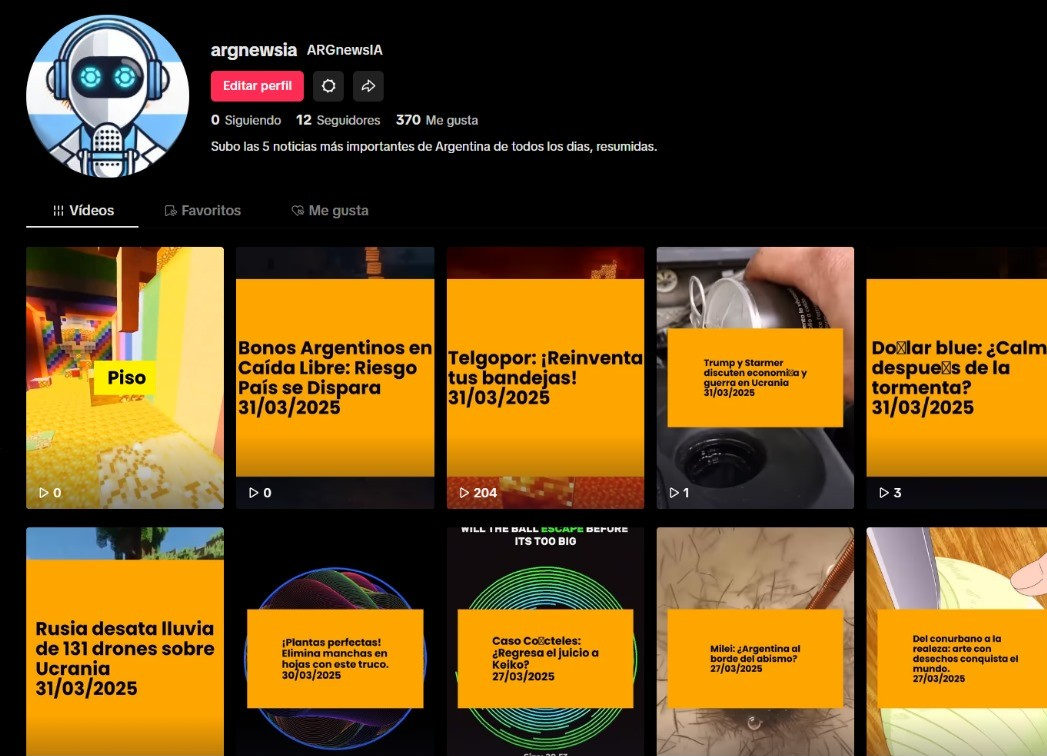 argnewsia ARGnewsIA
Editar perfil
0 Siguiendo 12 Seguidores 370 Me gusta
Subo las 5 noticias más importantes de Argentina de todos los dias, resumidas.
Vídeos Favoritos Me gusta
Piso
0
Bonos Argentinos en
Caída Libre: Riesgo
País se Dispara
31/03/2025
0
Telgopor: ¡Reinventa
tus bandejas!
31/03/2025
204
Trump y Starmer
discuten economi▯a y
guerra en Ucrania
31/03/2025
1
Do▯lar blue: ¿Calm
despue▯s de la
tormenta?
31/03/2025
3
Rusia desata lluvia
de 131 drones sobre
Ucrania
31/03/2025
¡Plantas perfectas!
Elimina manchas en
hojas con este truco.
30/03/2025
WILL THE BALL ESCAPE BEFORE
ITS TOO BIG
Caso Co▯cteles:
¿Regresa el juicio a
Keiko?
27/03/2025
Milei: ¿Argentina al
borde del abismo?
27/03/2025
Del conurbano a la
realeza: arte con
desechos conquista el
mundo.
27/03/2025